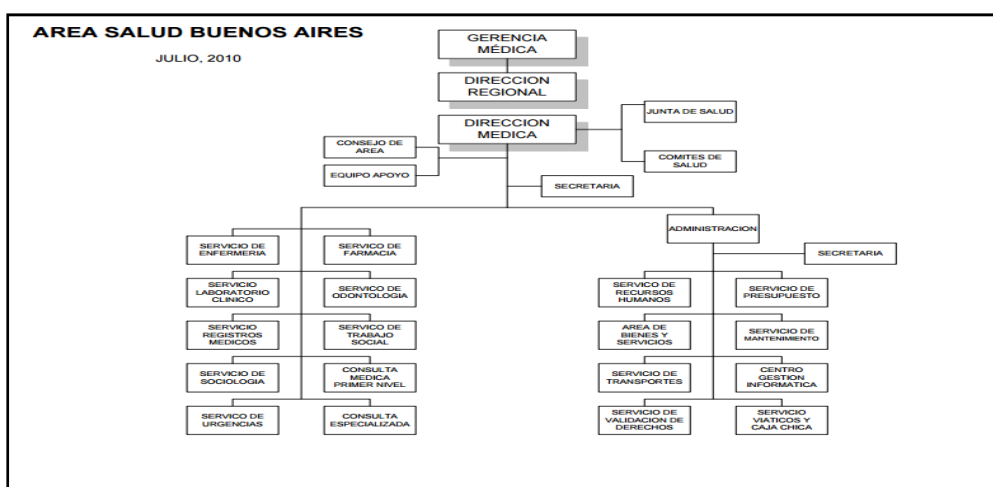 AREA SALUD BUENOS AIRES
JULIO, 2010
GERENCIA
MÉDICA
DIRECCION
REGIONAL
DIRECCION
MEDICA
JUNTA DE SALUD
COMITES DE
SALUD
CONSEJO DE
AREA
EQUIPO APOYO
SECRETARIA
ADMINISTRACION
SECRETARIA
SERVICIO DE
ENFERMERIA
SERVICO DE
FARMACIA
SERVICIO
LABORATORIO
CLINICO
SERVICO DE
ODONTOLOGIA
SERVICIO
REGISTROS
MEDICOS
SERVICO DE
TRABAJO
SOCIAL
SERVICIO DE
SOCIOLOGIA
CONSULTA
MEDICA
PRIMER NIVEL
SERVICO DE
URGENCIAS
CONSULTA
ESPECIALIZADA
SERVICO DE
RECURSOS
HUMANOS
SERVICIO DE
PRESUPUESTO
AREA DE
BIENES Y
SERVICIOS
SERVICIO DE
MANTENIMIENTO
SERVICIO DE
TRANSPORTES
CENTRO
GESTION
INFORMATICA
SERVICIO DE
VALIDACION DE
DERECHOS
SERVICIO
VIATICOS Y
CAJA CHICA